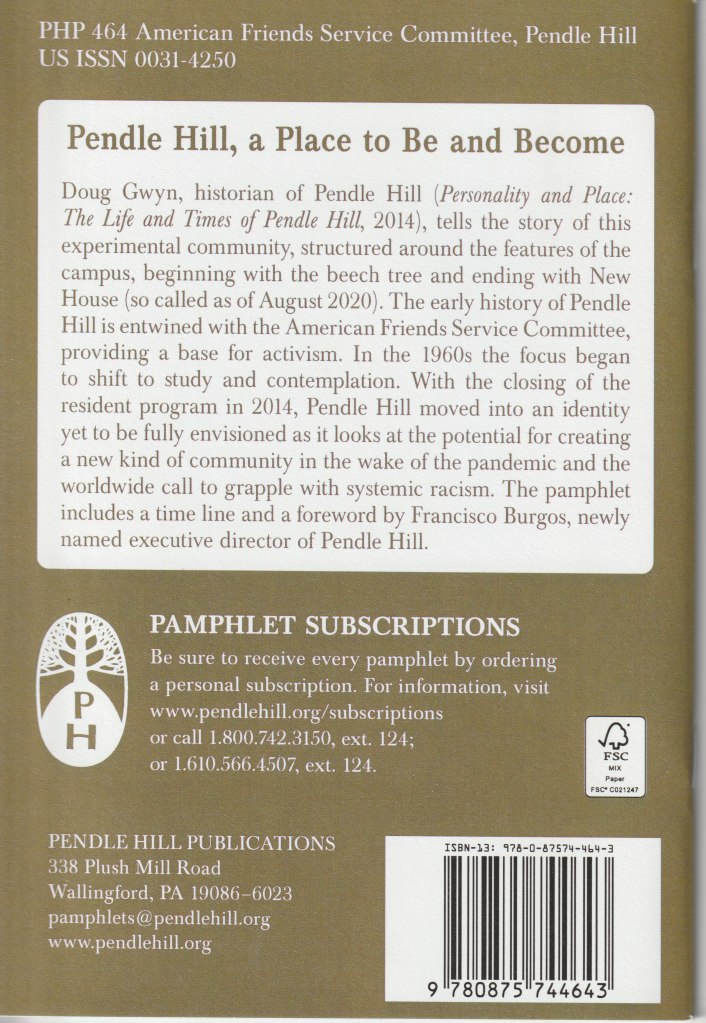 PHP 464 American Friends Service Committee, Pendle Hill
US ISSN 0031-4250
Pendle Hill, a Place to Be and Become
Doug Gwyn, historian of Pendle Hill (Personality and Place:
The Life and Times of Pendle Hill, 2014), tells the story of this
experimental community, structured around the features of the
campus, beginning with the beech tree and ending with New
House (so called as of August 2020). The early history of Pendle
Hill is entwined with the American Friends Service Committee,
providing a base for activism. In the 1960s the focus began
to shift to study and contemplation. With the closing of the
resident program in 2014, Pendle Hill moved into an identity
yet to be fully envisioned as it looks at the potential for creating
a new kind of community in the wake of the pandemic and the
worldwide call to grapple with systemic racism. The pamphlet
includes a time line and a foreword by Francisco Burgos, newly
named executive director of Pendle Hill.
P
H
PAMPHLET SUBSCRIPTIONS
Be sure to receive every pamphlet by ordering
a personal subscription. For information, visit
www.pendlehill.org/subscriptions
or call 1.800.742.3150, ext. 124;
or 1.610.566.4507, ext. 124.
FSC
MIX
Paper
FSC® C021247
PENDLE HILL PUBLICATIONS
338 Plush Mill Road
Wallingford, PA 19086–6023
pamphlets@pendlehill.org
www.pendlehill.org
ISBN-13: 978-0-87574-464-3
9 780875 744643